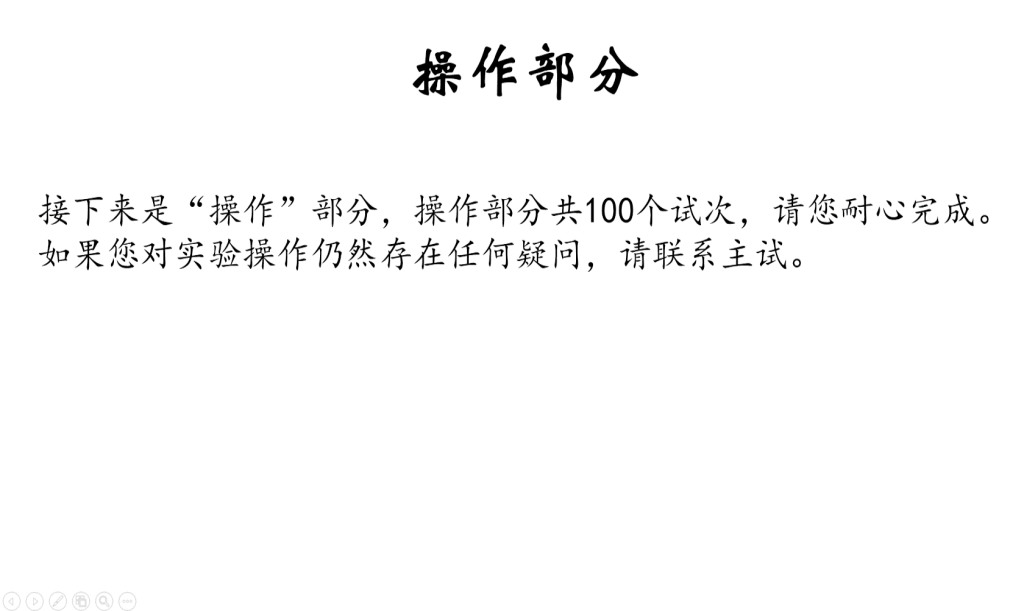 操作部分
接下来是“操作”部分，操作部分共100个试次，请您耐心完成。
如果您对实验操作仍然存在任何疑问，请联系主试。